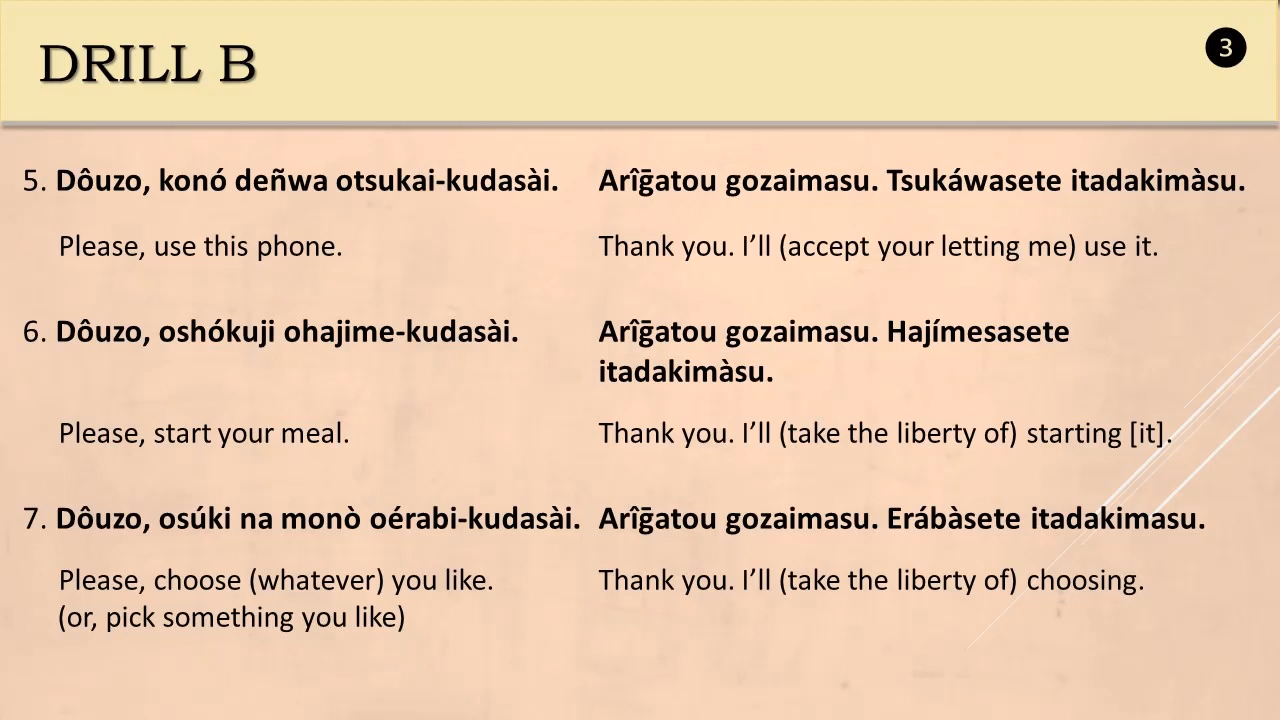 DRILL B
3
5. Dôuzo, konó deñwa otsukai-kudasài.
Arîḡatou gozaimasu. Tsukáwasete itadakimàsu.
Please, use this phone.
Thank you. I’ll (accept your letting me) use it.
6. Dôuzo, oshókuji ohajime-kudasài.
Arîḡatou gozaimasu. Hajímesasete
itadakimàsu.
Please, start your meal.
Thank you. I’ll (take the liberty of) starting [it].
7. Dôuzo, osúki na monò oérabi-kudasài.
Arîḡatou gozaimasu. Erábàsete itadakimasu.
Please, choose (whatever) you like.
(or, pick something you like)
Thank you. I’ll (take the liberty of) choosing.